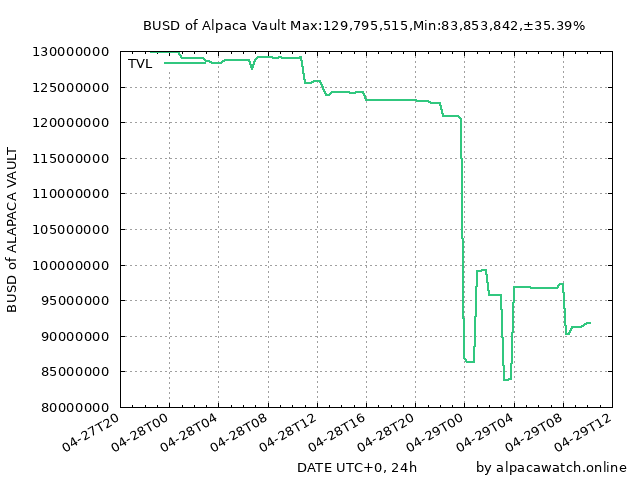 BUSD of Alpaca Vault Max:129,795,515,Min:83,853,842,±35.39%
TVL
130000000
125000000
120000000
115000000
110000000
105000000
100000000
95000000
90000000
85000000
80000000
BUSD of ALAPACA VAULT
04-27T20
04-28T00
04-28T04
04-28T08
04-28T12
04-28T16
04-28T20
04-29T00
04-29T04
04-29T08
04-29T12
DATE UTC+0, 24h
by alpacawatch.online